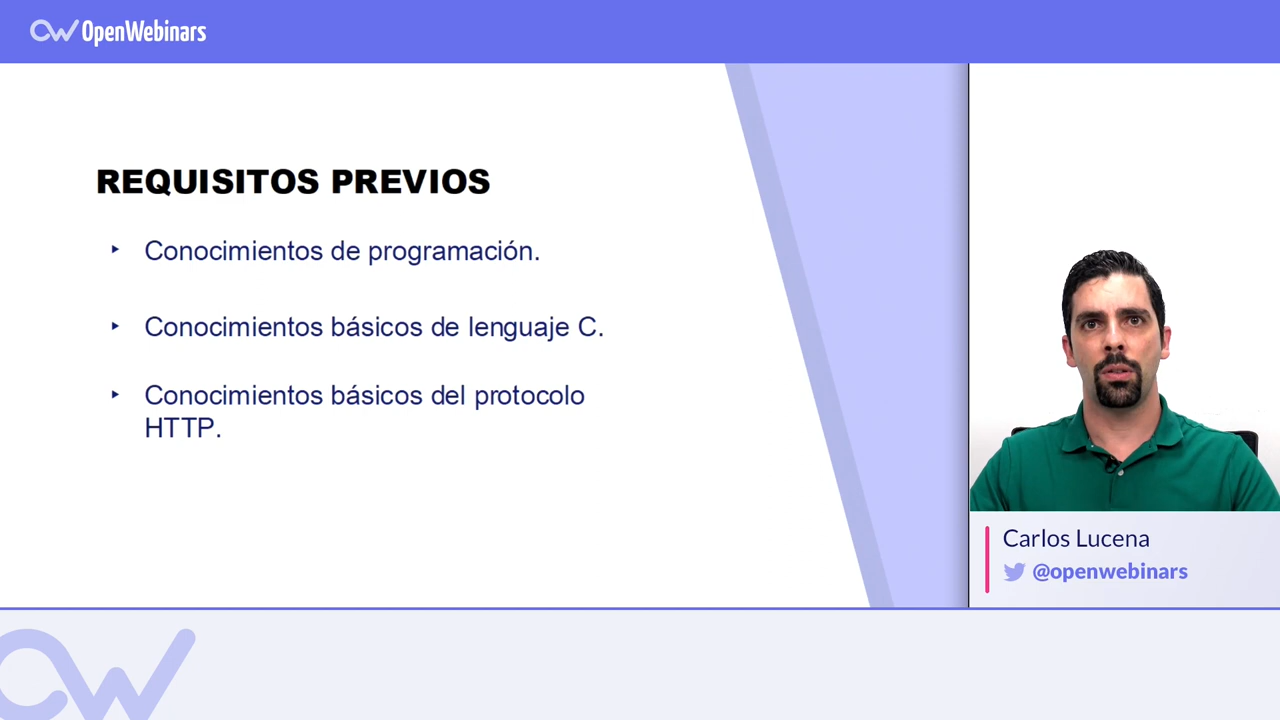 OpenWebinars
REQUISITOS PREVIOS
‣ Conocimientos de programación.
‣ Conocimientos básicos de lenguaje C.
‣ Conocimientos básicos del protocolo
HTTP.
Carlos Lucena
@openwebinars